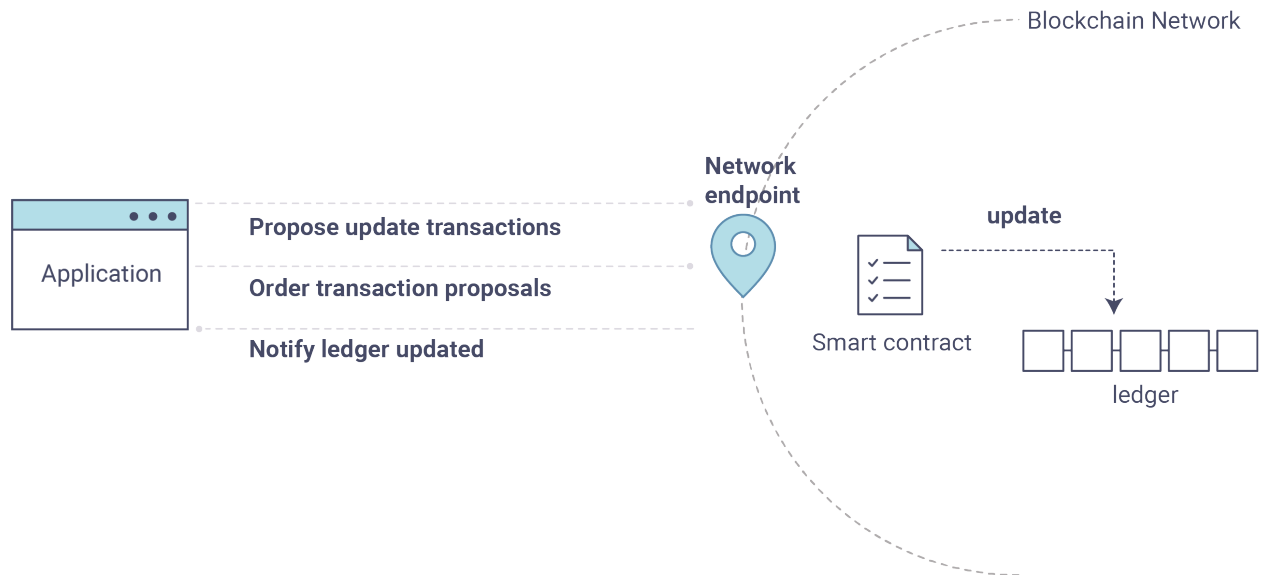 Blockchain Network
Network
endpoint
Propose update transactions
update
Application
Order transaction proposals
Smart contract
Notify ledger updated
ledger